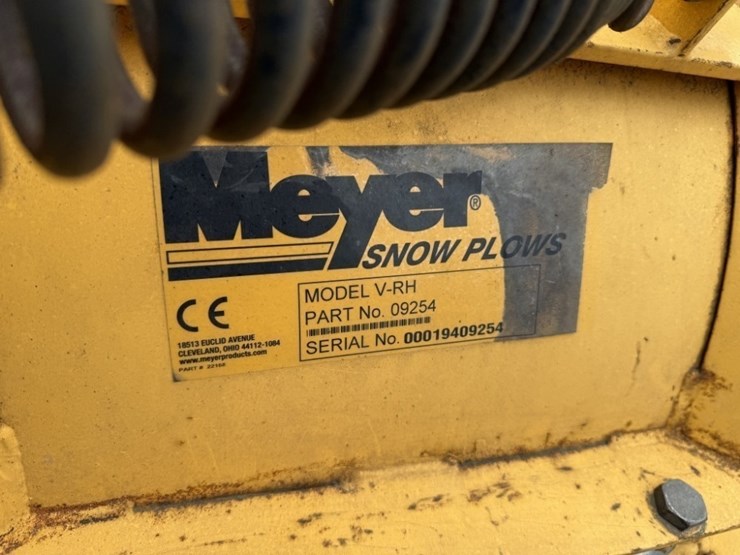 Meyer®
SNOW PLOWS
MODEL V-RH
PART No. 09254
SERIAL No. 00019409254
CE
18513 EUCLID AVENUE
CLEVELAND, OHIO 44112-1084
www.meyerproducts.com
PART #